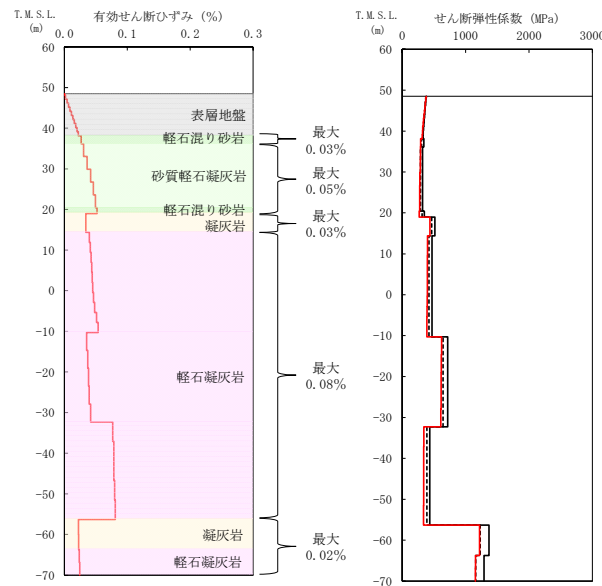 T.M.S.L.
(m)
有効せん断ひずみ (%)
0.0
0.1
0.2
0.3
60
50
40
30
20
10
0
-10
-20
-30
-40
-50
-60
-70
表層地盤
軽石混り砂岩
砂質軽石凝灰岩
軽石混り砂岩
凝灰岩
軽石凝灰岩
凝灰岩
軽石凝灰岩
最大
0.03%
最大
0.05%
最大
0.03%
最大
0.08%
最大
0.02%
T.M.S.L.
(m)
せん断弾性係数 (MPa)
0
1000
2000
3000
60
50
40
30
20
10
0
-10
-20
-30
-40
-50
-60
-70